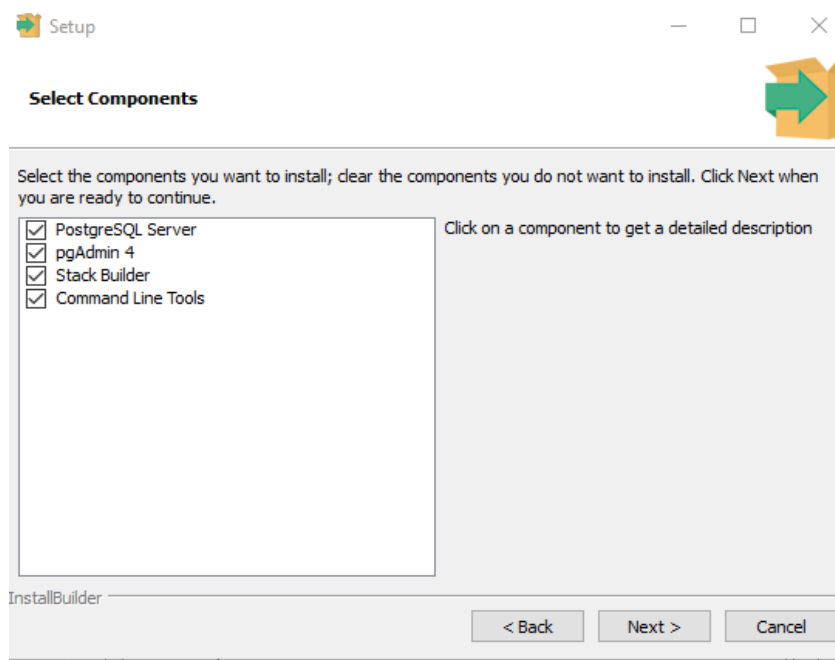 Setup
Select Components
Select the components you want to install; clear the components you do not want to install. Click Next when
you are ready to continue.
PostgreSQL Server
pgAdmin 4
Stack Builder
Command Line Tools
Click on a component to get a detailed description
InstallBuilder
< Back
Next >
Cancel